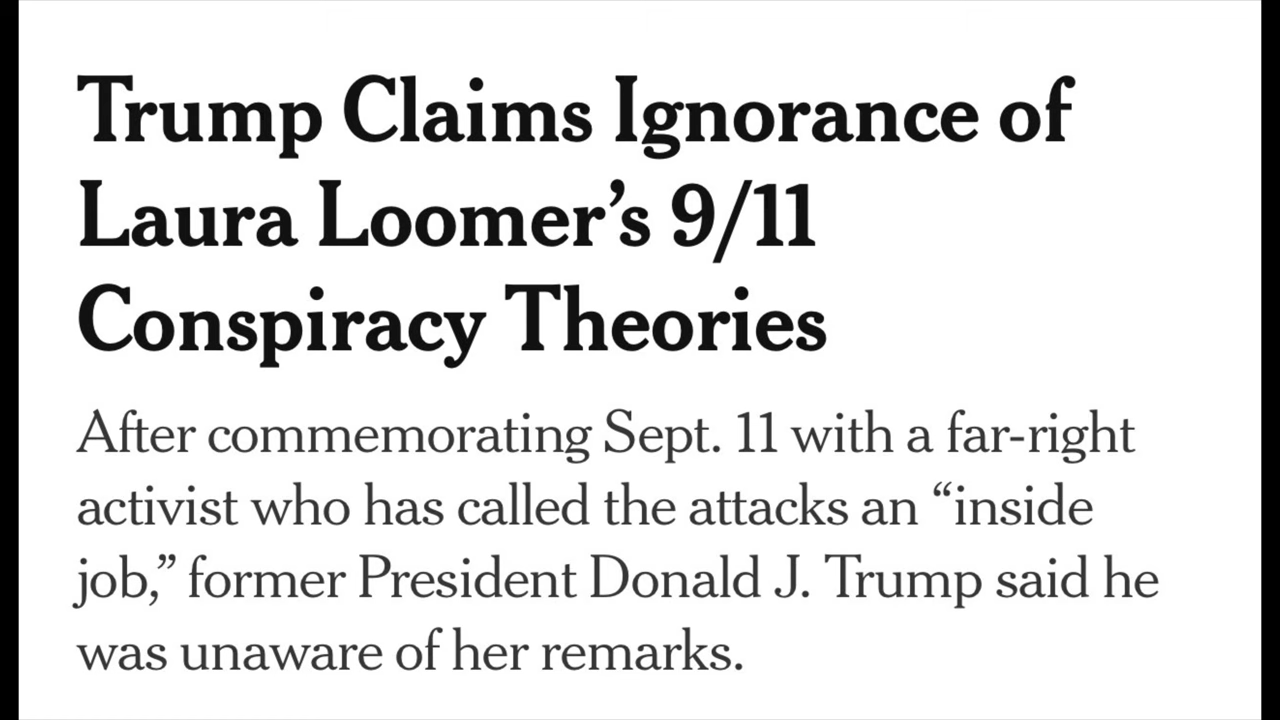 Trump Claims Ignorance of
Laura Loomer’s 9/11
Conspiracy Theories
After commemorating Sept. 11 with a far-right
activist who has called the attacks an “inside
job,” former President Donald J. Trump said he
was unaware of her remarks.